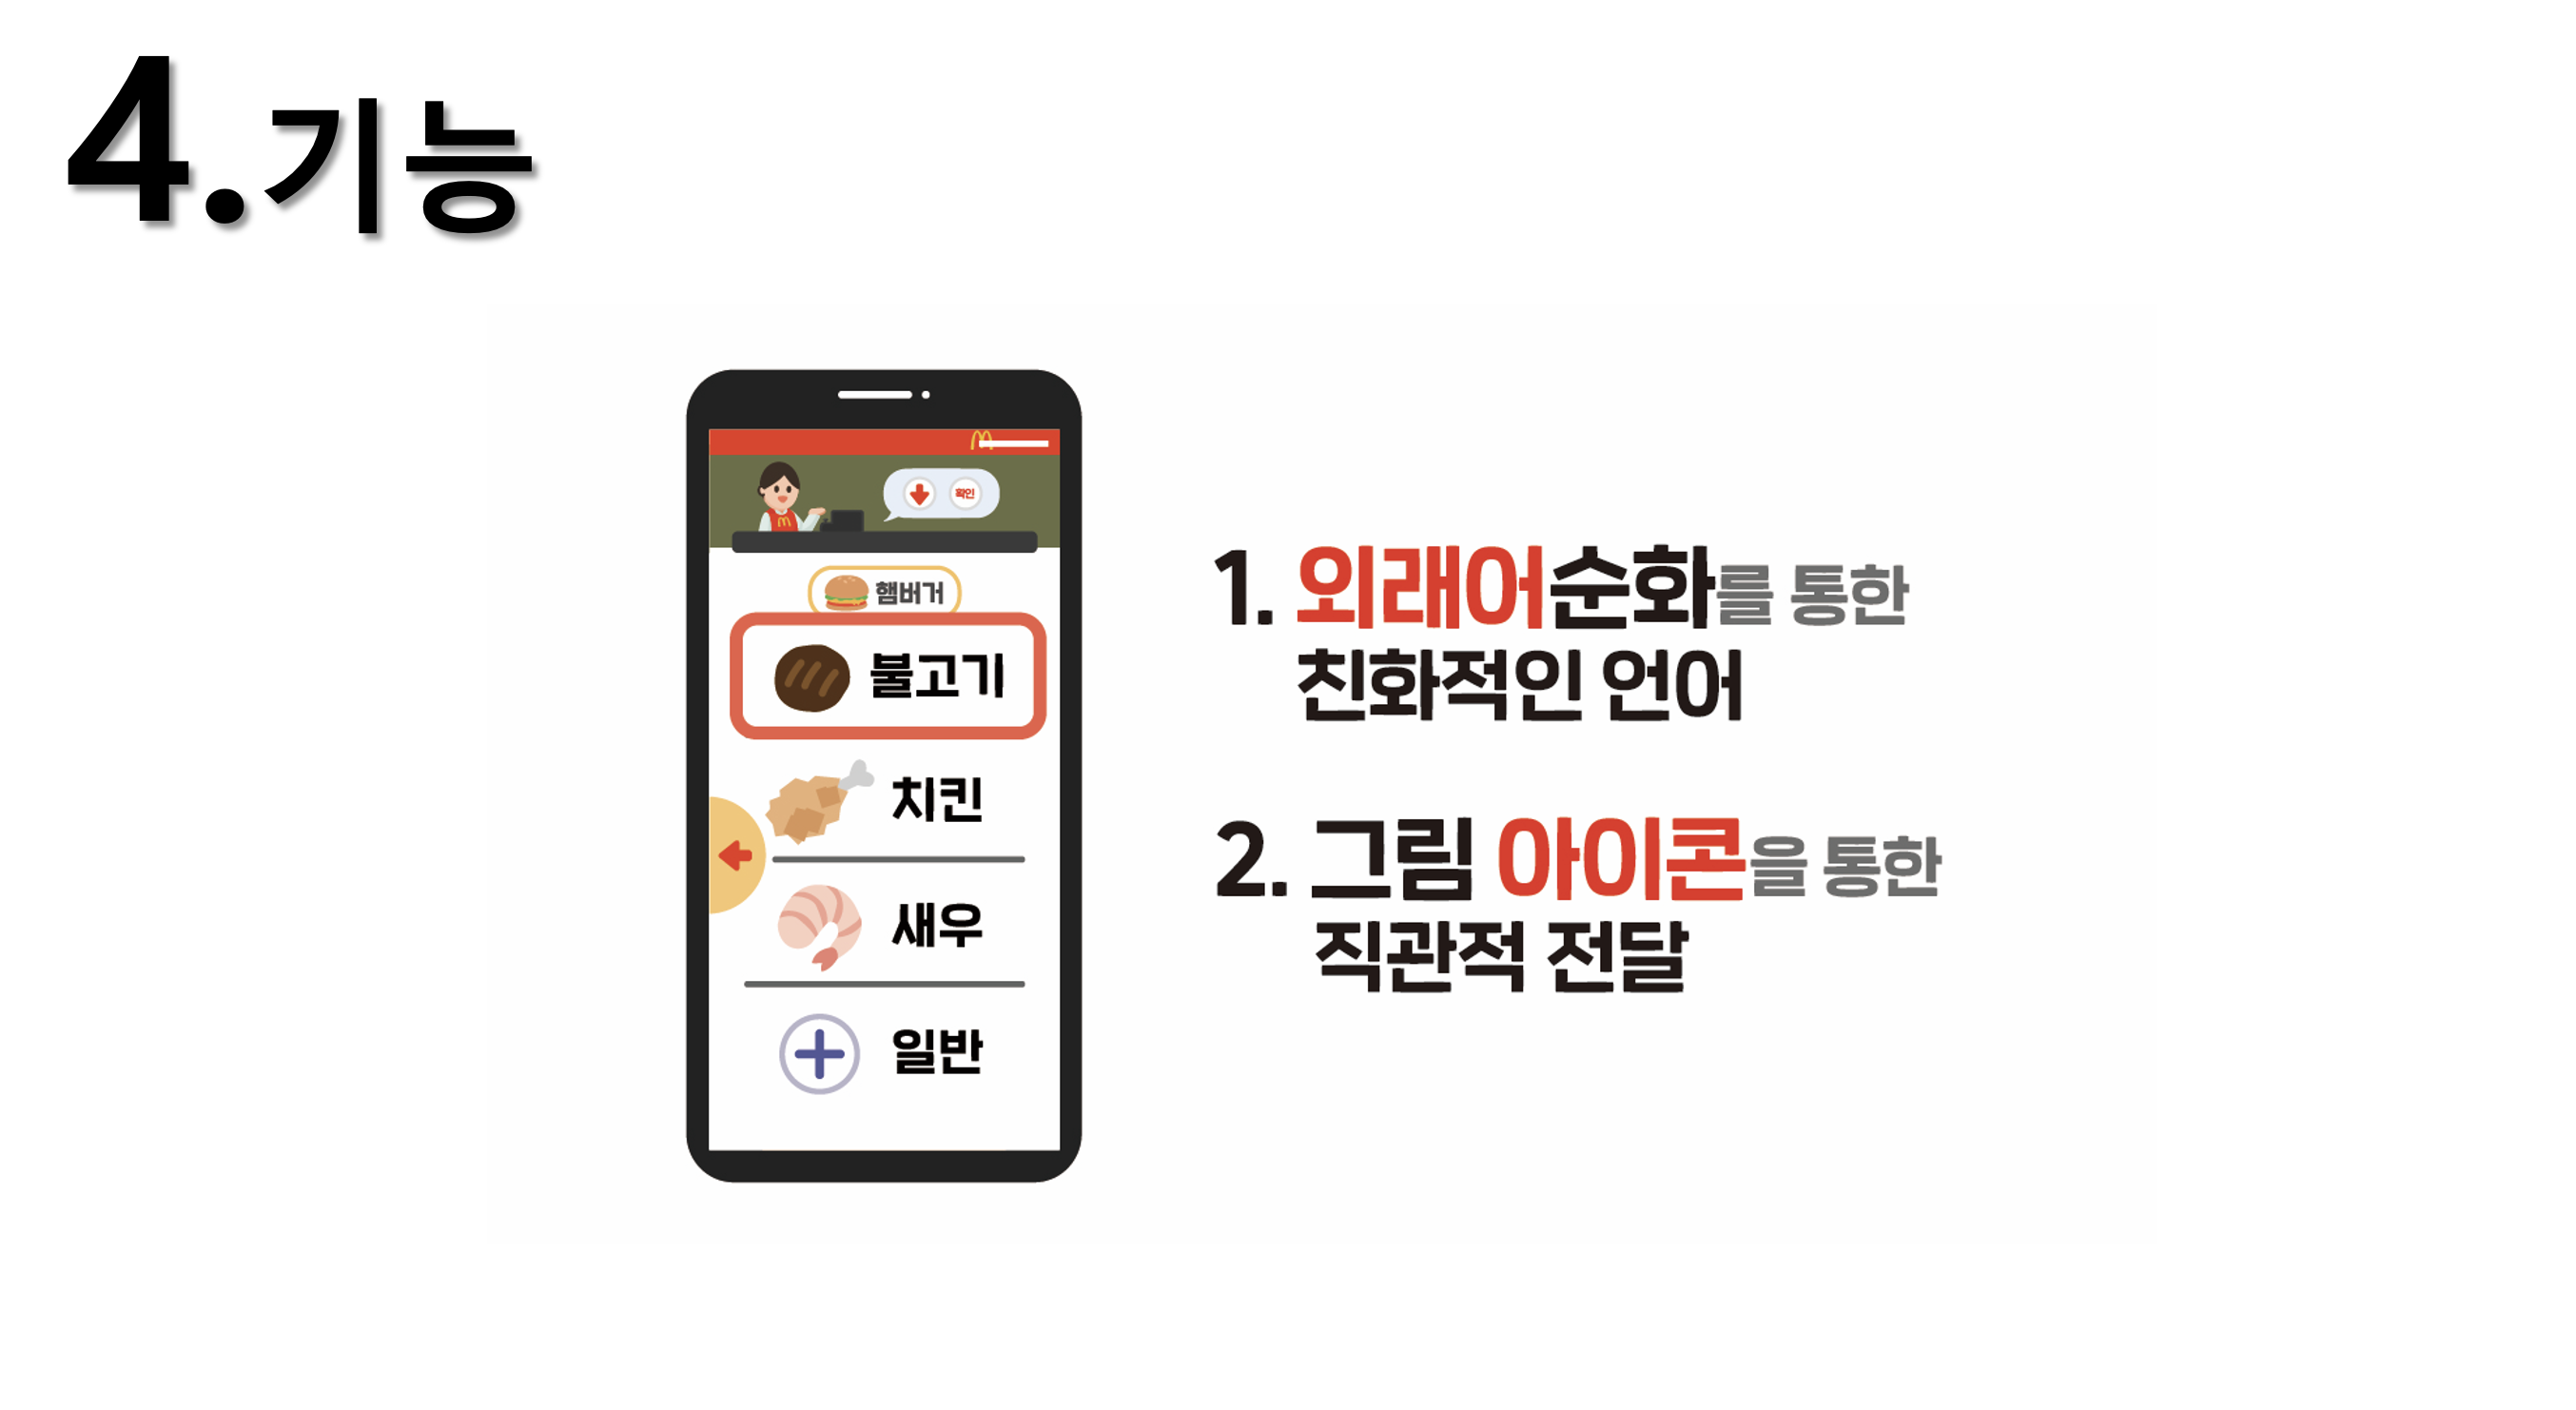 4.기능
확인
햄버거
불고기
치킨
새우
일반
1. 외래어순화를 통한
친화적인 언어
2. 그림 아이콘을 통한
직관적 전달